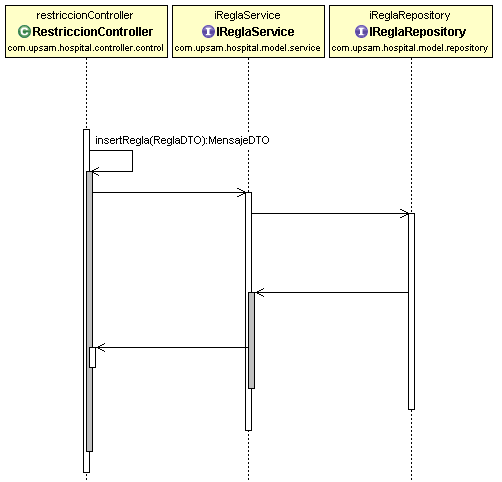 restriccionController
C RestriccionController
com.upsam.hospital.controller.control
iReglaService
I IReglaService
com.upsam.hospital.model.service
iReglaRepository
I IReglaRepository
com.upsam.hospital.model.repository
insertRegla(ReglaDTO):MensajeDTO